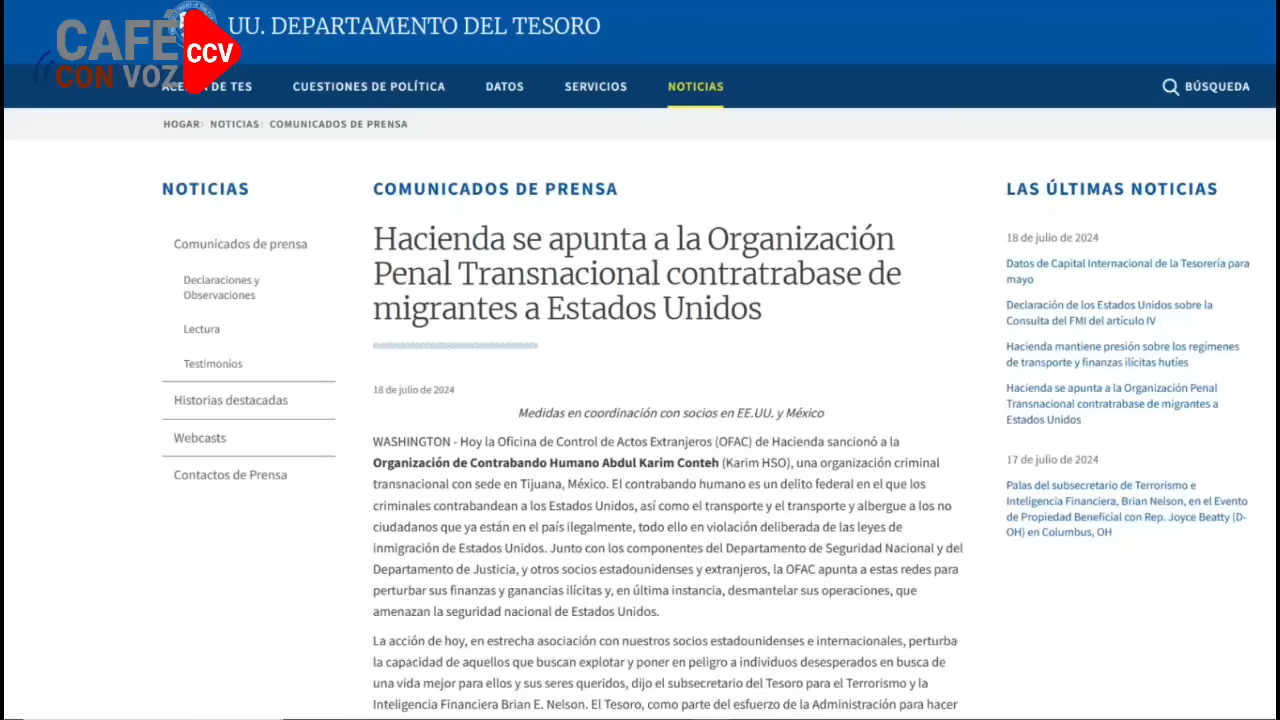 CAFÉ
CON VOZ
CCV
UU. DEPARTAMENTO DEL TESORO
DE TES
CUESTIONES DE POLÍTICA
DATOS
SERVICIOS
NOTICIAS
BÚSQUEDA
HOGAR
NOTICIAS
COMUNICADOS DE PRENSA
NOTICIAS
Comunicados de prensa
Declaraciones y
Observaciones
Lectura
Testimonios
Historias destacadas
Webcasts
Contactos de Prensa
COMUNICADOS DE PRENSA
Hacienda se apunta a la Organización
Penal Transnacional contratrabase de
migrantes a Estados Unidos
18 de julio de 2024
Medidas en coordinación con socios en EE.UU. y México
WASHINGTON - Hoy la Oficina de Control de Actos Extranjeros (OFAC) de Hacienda sancionó a la
Organización de Contrabando Humano Abdul Karim Conteh (Karim HSO), una organización criminal
transnacional con sede en Tijuana, México. El contrabando humano es un delito federal en el que los
criminales contrabandean a los Estados Unidos, así como el transporte y el transporte y albergue a los no
ciudadanos que ya están en el país ilegalmente, todo ello en violación deliberada de las leyes de
inmigración de Estados Unidos. Junto con los componentes del Departamento de Seguridad Nacional y del
Departamento de Justicia, y otros socios estadounidenses y extranjeros, la OFAC apunta a estas redes para
perturbar sus finanzas y ganancias ilícitas y, en última instancia, desmantelar sus operaciones, que
amenazan la seguridad nacional de Estados Unidos.
La acción de hoy, en estrecha asociación con nuestros socios estadounidenses e internacionales, perturba
la capacidad de aquellos que buscan explotar y poner en peligro a individuos desesperados en busca de
una vida mejor para ellos y sus seres queridos, dijo el subsecretario del Tesoro para el Terrorismo y la
Inteligencia Financiera Brian E. Nelson. El Tesoro, como parte del esfuerzo de la Administración para hacer
LAS ÚLTIMAS NOTICIAS
18 de julio de 2024
Datos de Capital Internacional de la Tesorería para
mayo
Declaración de los Estados Unidos sobre la
Consulta del FMI del artículo IV
Hacienda mantiene presión sobre los regímenes
de transporte y finanzas ilícitas hutíes
Hacienda se apunta a la Organización Penal
Transnacional contratrabase de migrantes a
Estados Unidos
17 de julio de 2024
Palas del subsecretario de Terrorismo e
Inteligencia Financiera, Brian Nelson, en el Evento
de Propiedad Beneficial con Rep. Joyce Beatty (D-
OH) en Columbus, OH